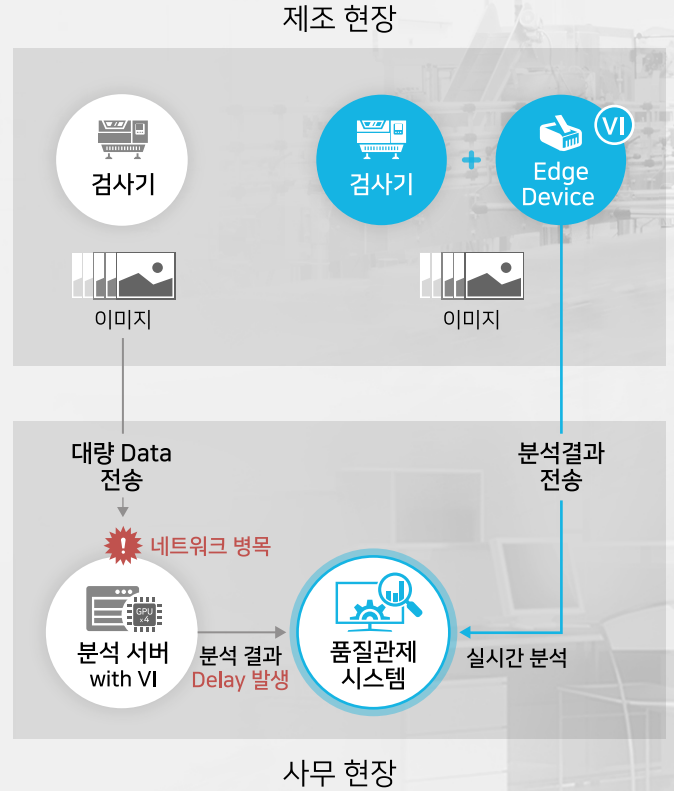 제조 현장
검사기
검사기
+
VI
Edge
Device
이미지
이미지
대량 Data
전송
분석결과
전송
! 네트워크 병목
GPU
x4
분석 서버
with VI
분석 결과
Delay 발생
품질관제
시스템
실시간 분석
사무 현장